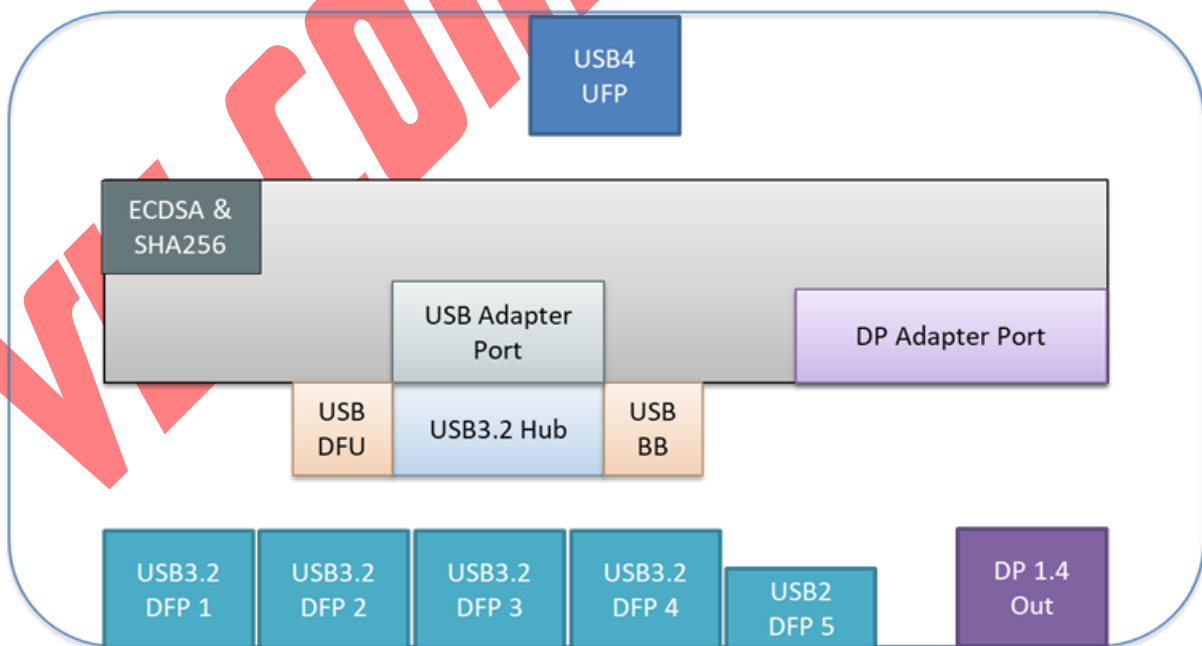 USB4
UFP
ECDSA &
SHA256
USB Adapter
Port
DP Adapter Port
USB
DFU
USB3.2 Hub
USB
BB
USB3.2
DFP 1
USB3.2
DFP 2
USB3.2
DFP 3
USB3.2
DFP 4
USB2
DFP 5
DP 1.4
Out